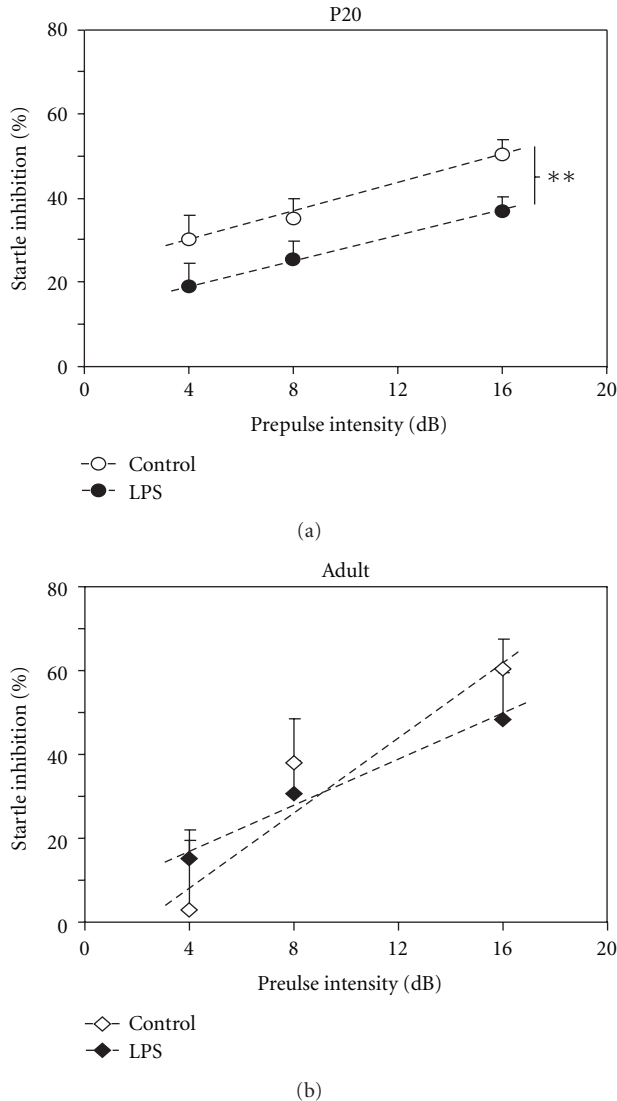 P20
80
60
40
20
0
Startle inhibition (%)
**
0 4 8 12 16 20
Prepulse intensity (dB)
Control
LPS
(a)
Adult
80
60
40
20
0
Startle inhibition (%)
0 4 8 12 16 20
Preulse intensity (dB)
Control
LPS
(b)